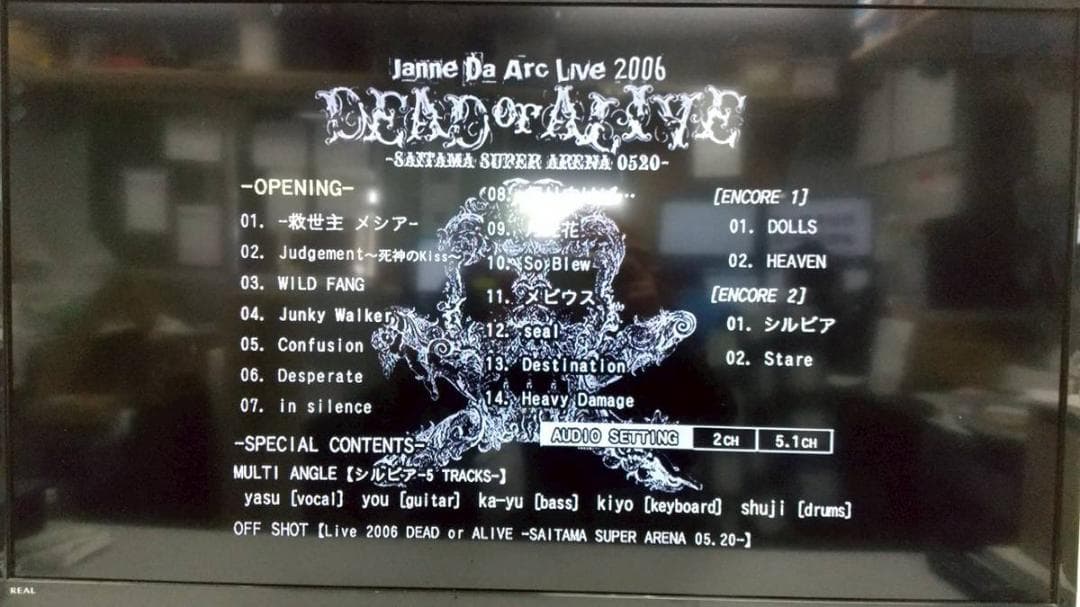 Janne Da Arc Live 2006
DEAD or ALIVE
-SAITAMA SUPER ARENA 0520-
-OPENING-
01. -救世主 メシア-
02. Judgement~死神のKiss~
03. WILD FANG
04. Junky Walker
05. Confusion
06. Desperate
07. in silence
08.
09. 花
10. So Blew
11. メビウス
12. seal
13. Destination
14. Heavy Damage
[ENCORE 1]
01. DOLLS
02. HEAVEN
[ENCORE 2]
01. シルビア
02. Stare
AUDIO SETTING 2CH 5.1CH
-SPECIAL CONTENTS-
MULTI ANGLE【シルビア-5 TRACKS-】
yasu [vocal] you [guitar] ka-yu [bass] kiyo [keyboard] shuji [drums]
OFF SHOT【Live 2006 DEAD or ALIVE -SAITAMA SUPER ARENA 05.20-】
REAL